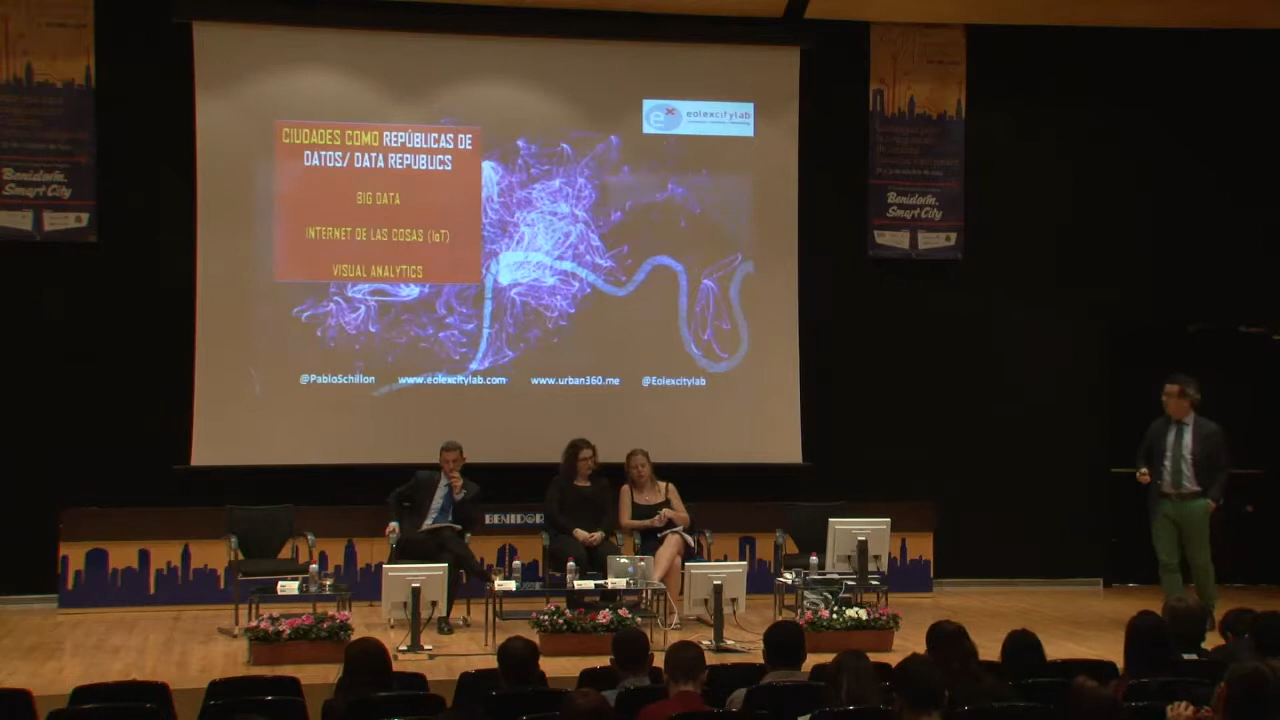 eolexcitylab
CIUDADES COMO REPÚBLICAS DE
DATOS/ DATA REPUBLICS
BIG DATA
INTERNET DE LAS COSAS (IoT)
VISUAL ANALYTICS
@PabloSchillon www.eolexcitylab.com www.urban360.me @Eolexcitylab
Benidorm
Smart City
Benidorm
Smart City
BENIDOR